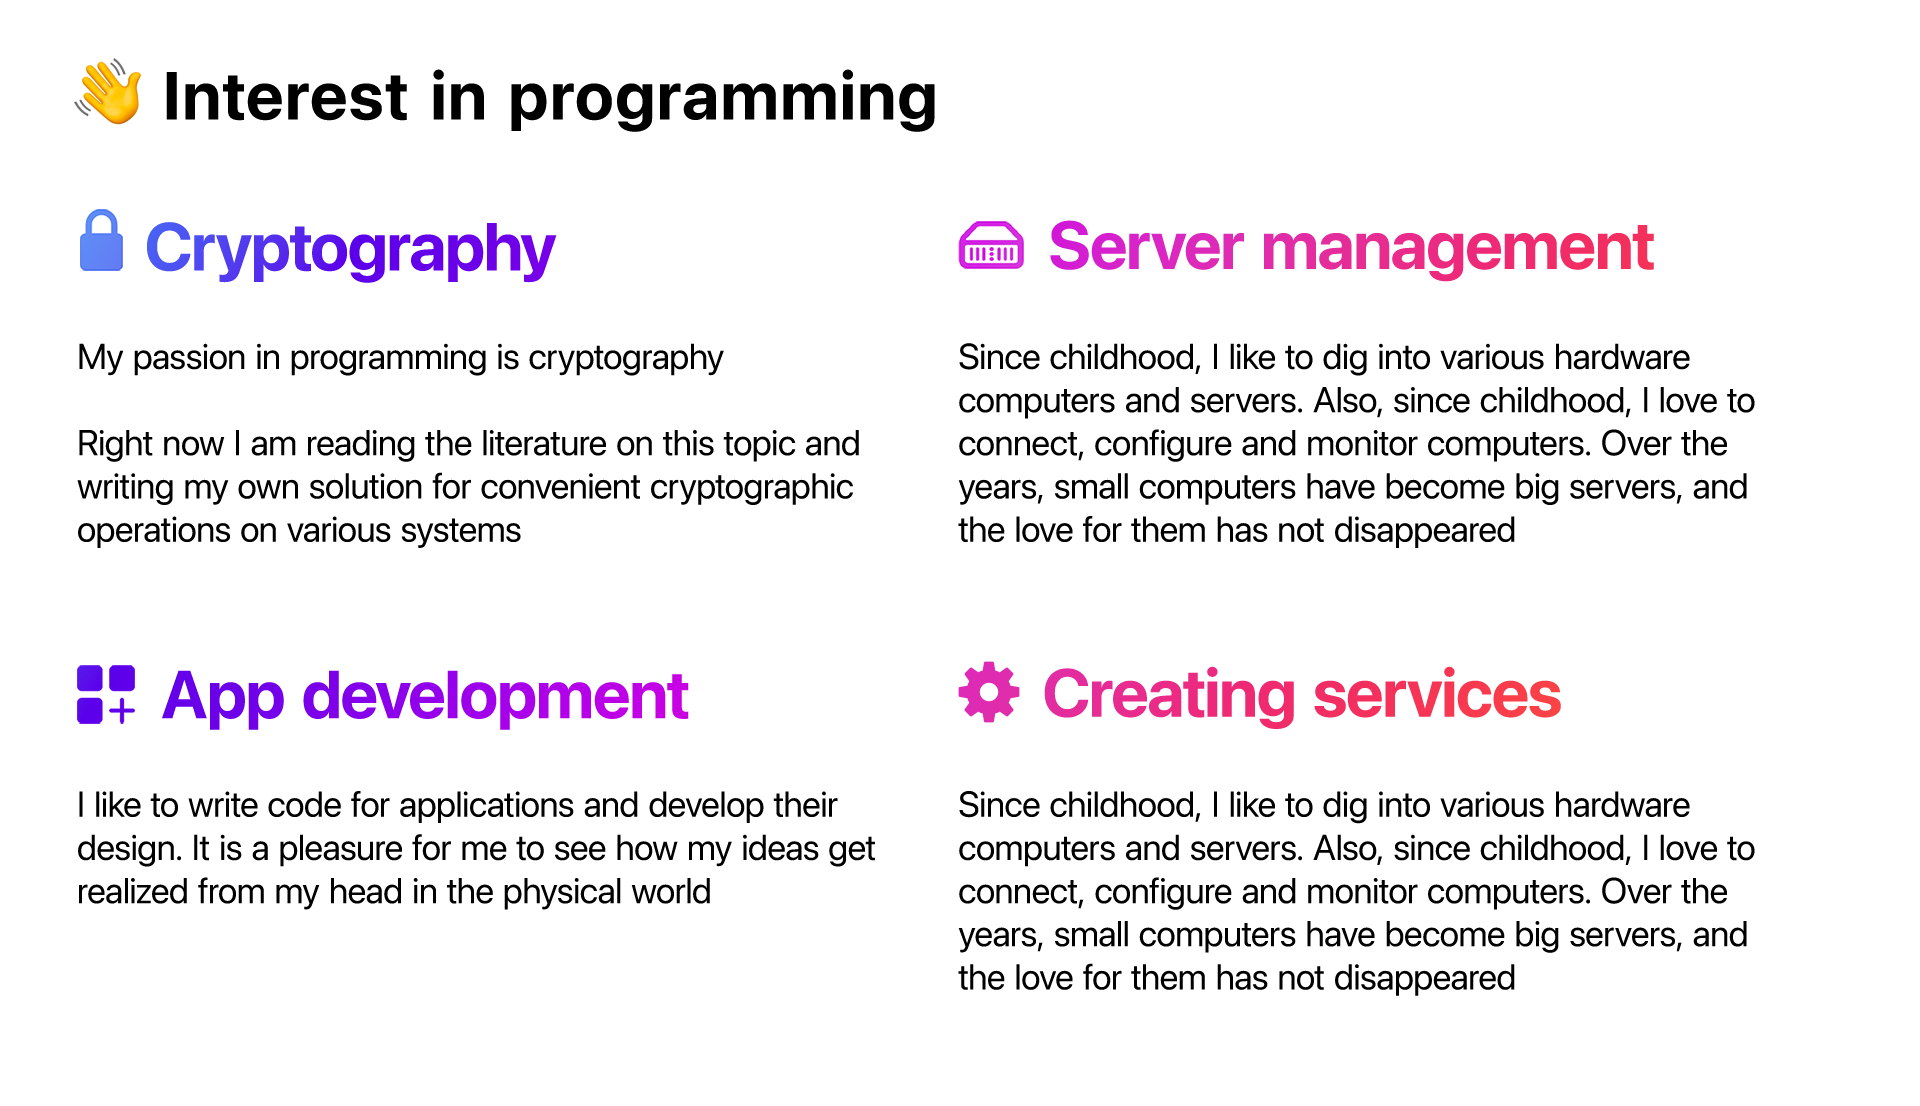 Interest in programming
Cryptography
My passion in programming is cryptography
Right now I am reading the literature on this topic and
writing my own solution for convenient cryptographic
operations on various systems
Server management
Since childhood, I like to dig into various hardware
computers and servers. Also, since childhood, I love to
connect, configure and monitor computers. Over the
years, small computers have become big servers, and
the love for them has not disappeared
App development
I like to write code for applications and develop their
design. It is a pleasure for me to see how my ideas get
realized from my head in the physical world
Creating services
Since childhood, I like to dig into various hardware
computers and servers. Also, since childhood, I love to
connect, configure and monitor computers. Over the
years, small computers have become big servers, and
the love for them has not disappeared